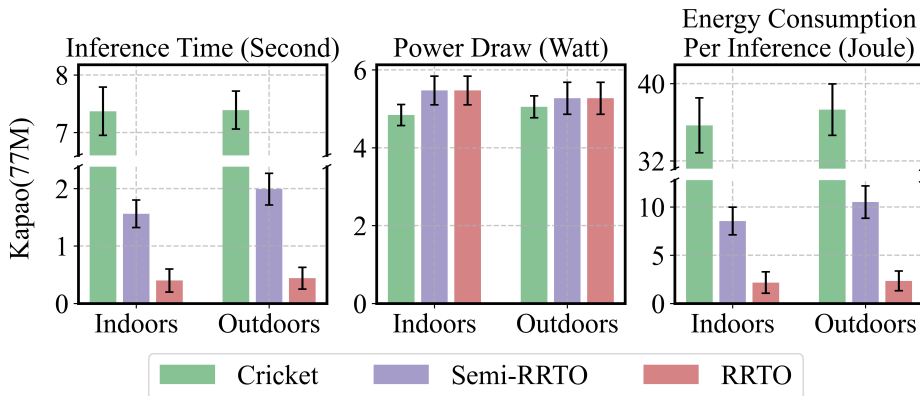 Inference Time (Second)
Power Draw (Watt)
Energy Consumption
Per Inference (Joule)
Kapao(77M)
8
7
2
1
0
Indoors
Outdoors
6
4
2
0
Indoors
Outdoors
40
32
10
5
0
Indoors
Outdoors
Cricket
Semi-RRTO
RRTO